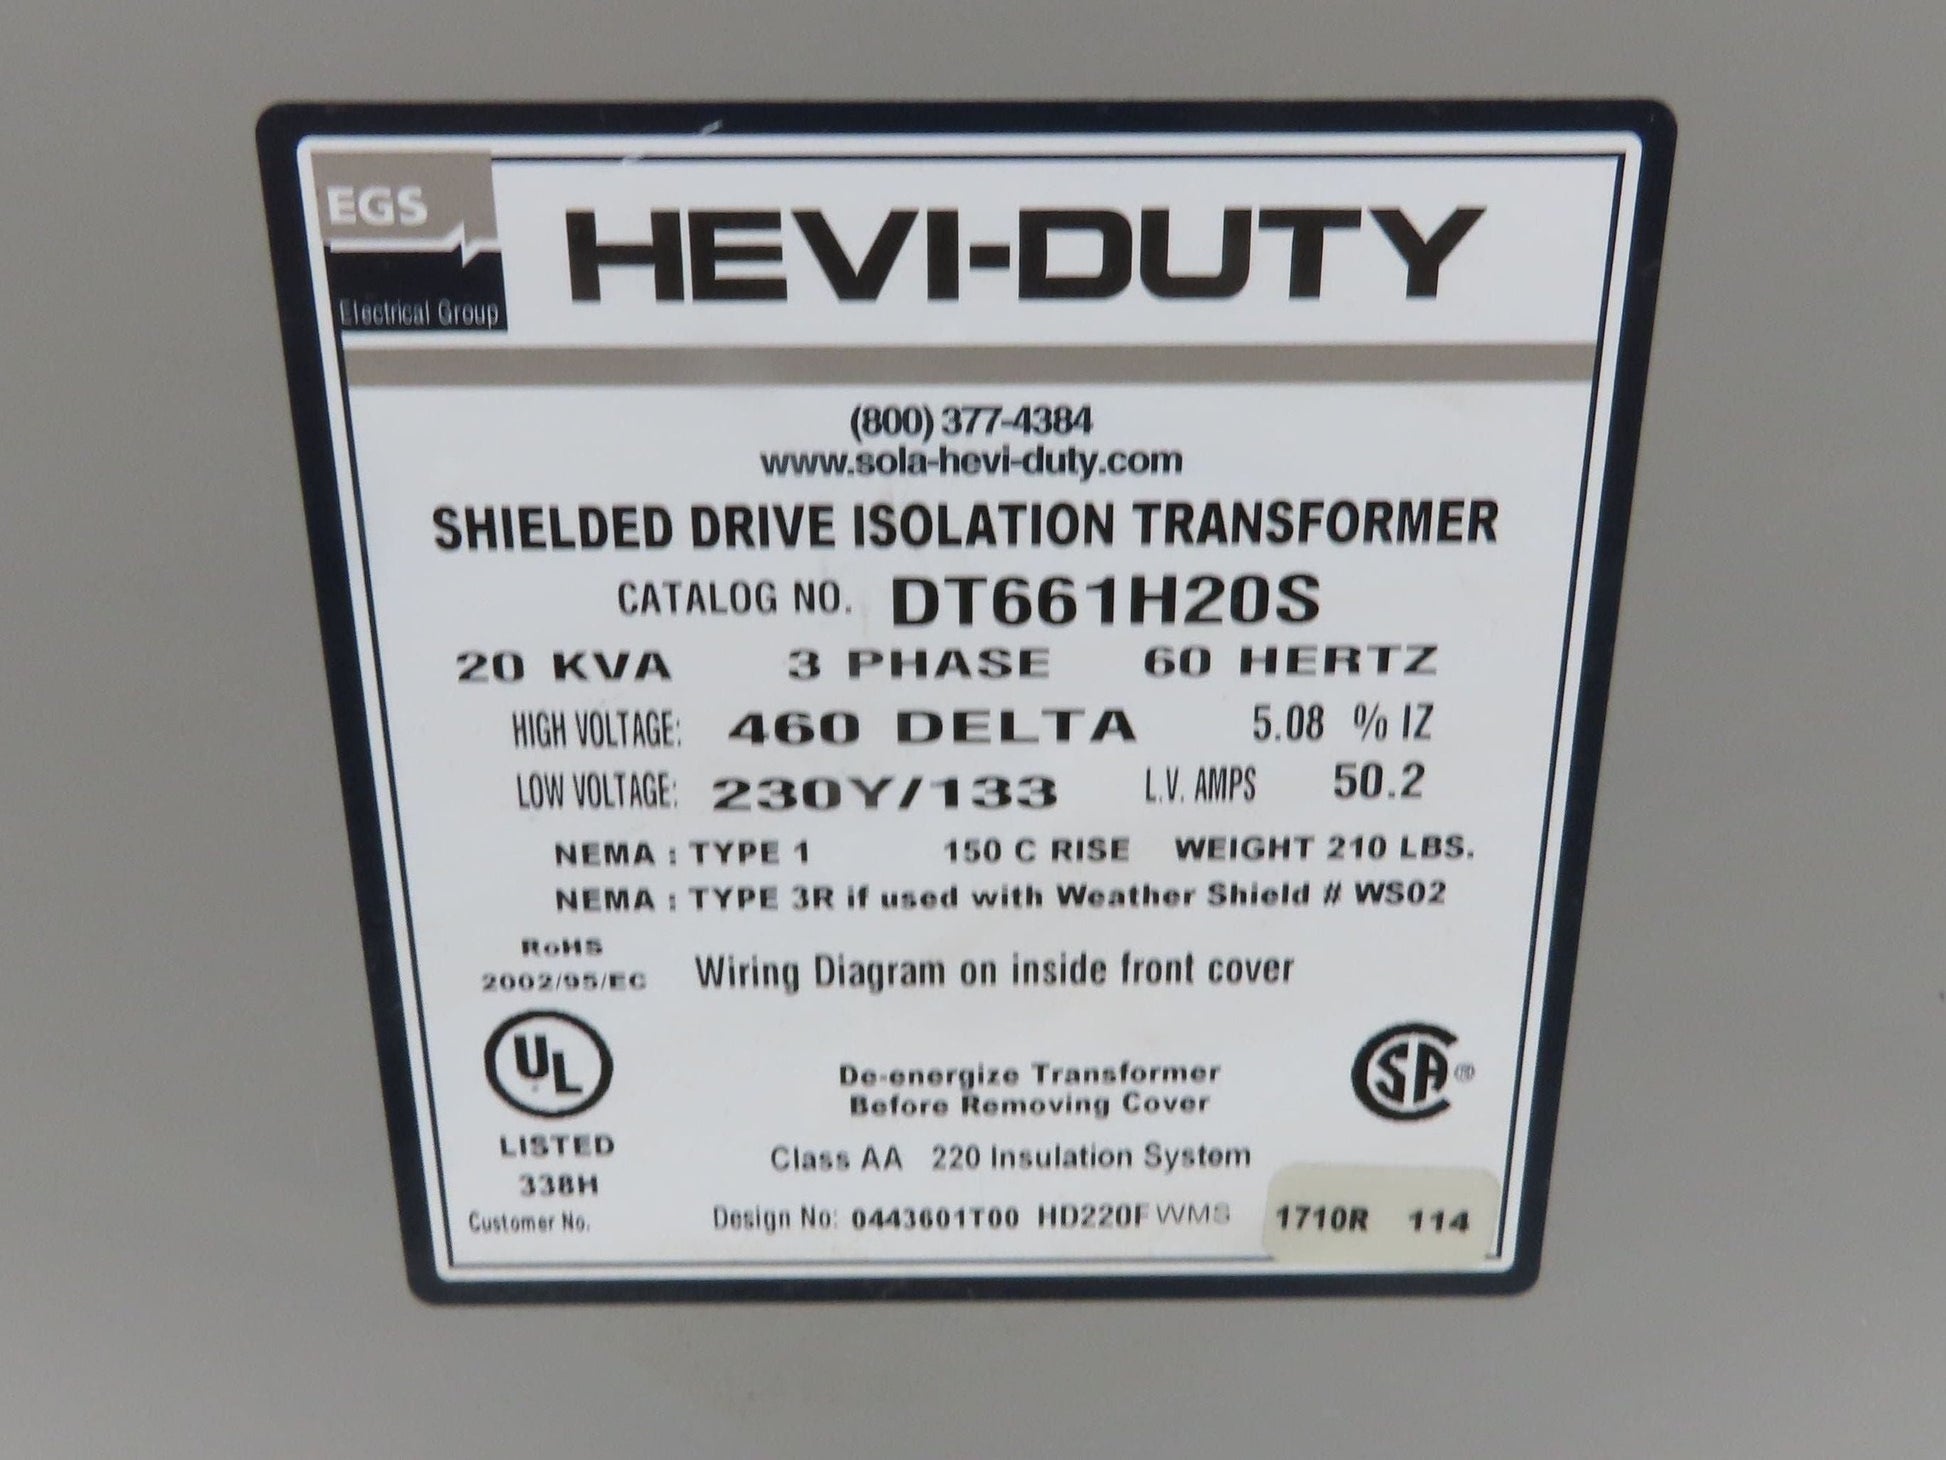 EGS
Electrical Group
HEVI-DUTY
(800) 377-4384
www.sola-hevi-duty.com
SHIELDED DRIVE ISOLATION TRANSFORMER
CATALOG NO. DT661H20S
20 KVA 3 PHASE 60 HERTZ
HIGH VOLTAGE: 460 DELTA 5.08 % IZ
LOW VOLTAGE: 230Y/133 L.V. AMPS 50.2
NEMA : TYPE 1 150 C RISE WEIGHT 210 LBS.
NEMA : TYPE 3R if used with Weather Shield # WS02
RoHS
2002/95/EC
Wiring Diagram on inside front cover
UL
LISTED
338H
De-energize Transformer
Before Removing Cover
SA®
Class AA 220 Insulation System
Customer No.
Design No: 0443601T00 HD220FWMS
1710R 114